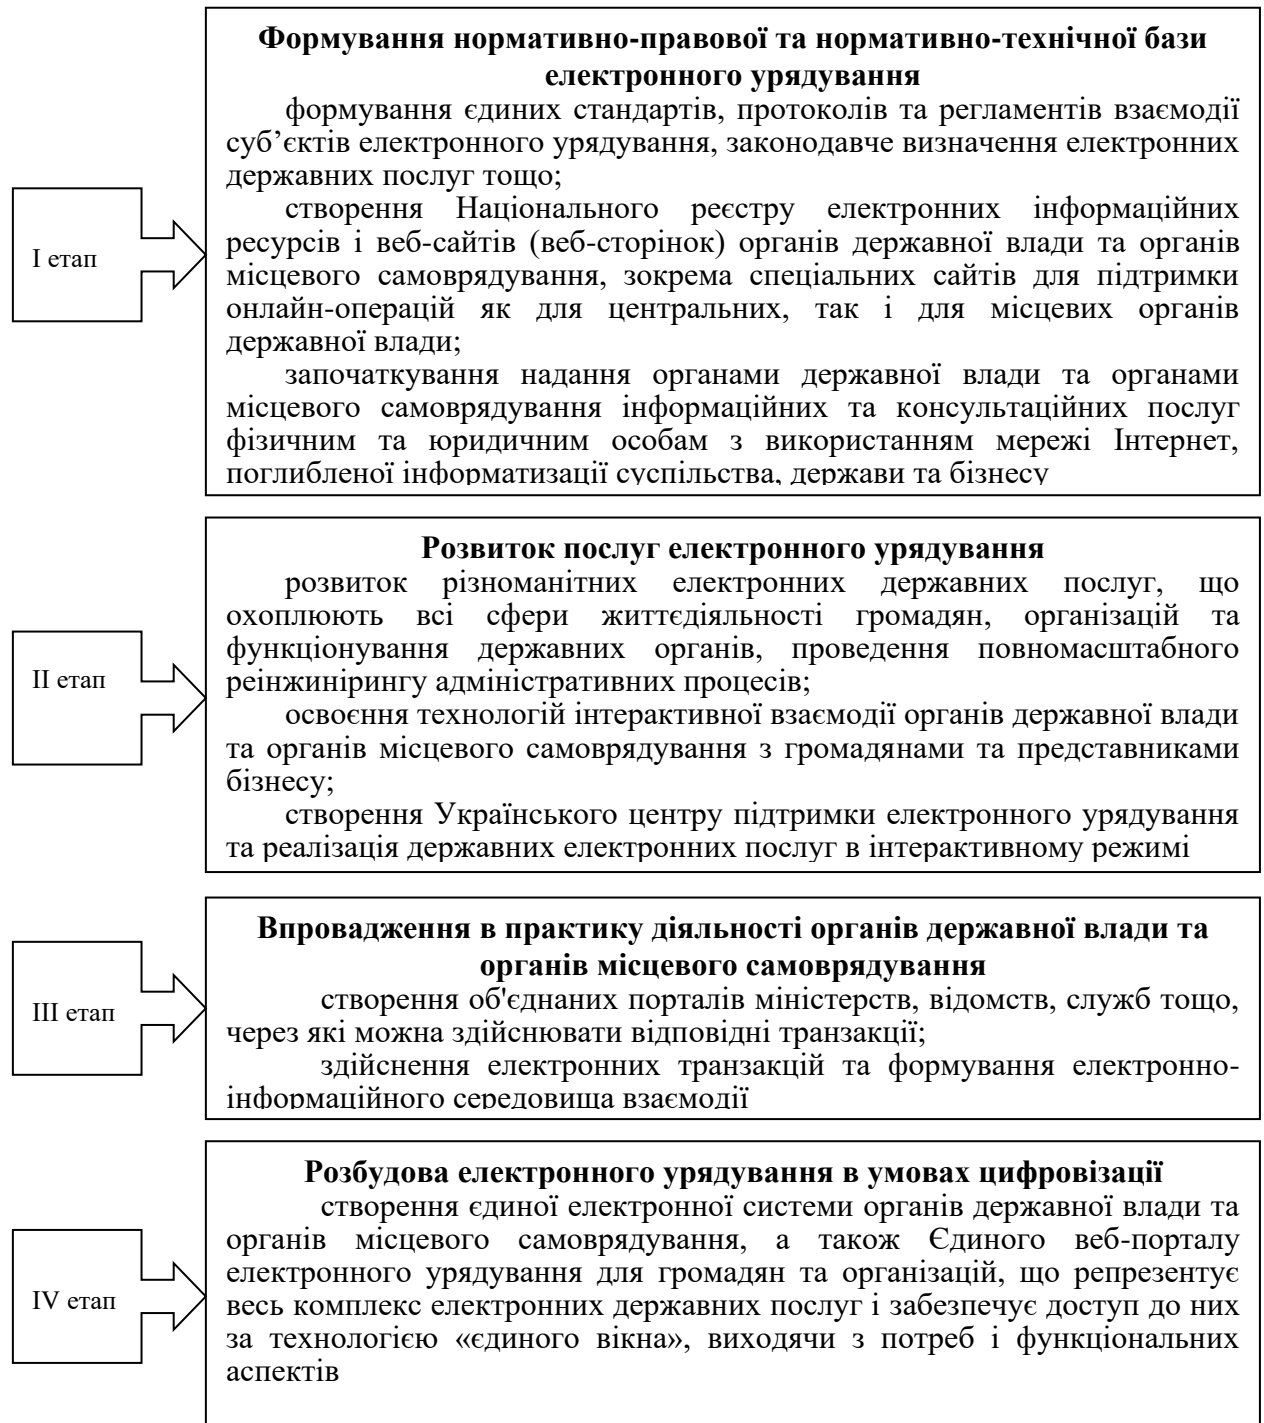 Формування нормативно-правової та нормативно-технічної бази
електронного урядування
формування єдиних стандартів, протоколів та регламентів взаємодії
суб’єктів електронного урядування, законодавче визначення електронних
державних послуг тощо;
створення Національного реєстру електронних інформаційних
ресурсів і веб-сайтів (веб-сторінок) органів державної влади та органів
місцевого самоврядування, зокрема спеціальних сайтів для підтримки
онлайн-операцій як для центральних, так і для місцевих органів
державної влади;
започаткування надання органами державної влади та органами
місцевого самоврядування інформаційних та консультаційних послуг
фізичним та юридичним особам з використанням мережі Інтернет,
поглибленої інформатизації суспільства, держави та бізнесу
І етап
Розвиток послуг електронного урядування
розвиток різноманітних електронних державних послуг, що
охоплюють всі сфери життєдіяльності громадян, організацій та
функціонування державних органів, проведення повномасштабного
реінжинірингу адміністративних процесів;
освоєння технологій інтерактивної взаємодії органів державної влади
та органів місцевого самоврядування з громадянами та представниками
бізнесу;
створення Українського центру підтримки електронного урядування
та реалізація державних електронних послуг в інтерактивному режимі
ІІ етап
Впровадження в практику діяльності органів державної влади та
органів місцевого самоврядування
створення об'єднаних порталів міністерств, відомств, служб тощо,
через які можна здійснювати відповідні транзакції;
здійснення електронних транзакцій та формування електронно-
інформаційного середовища взаємодії
ІІІ етап
Розбудова електронного урядування в умовах цифровізації
створення єдиної електронної системи органів державної влади та
органів місцевого самоврядування, а також Єдиного веб-порталу
електронного урядування для громадян та організацій, що репрезентує
весь комплекс електронних державних послуг і забезпечує доступ до них
за технологією «єдиного вікна», виходячи з потреб і функціональних
аспектів
IV етап